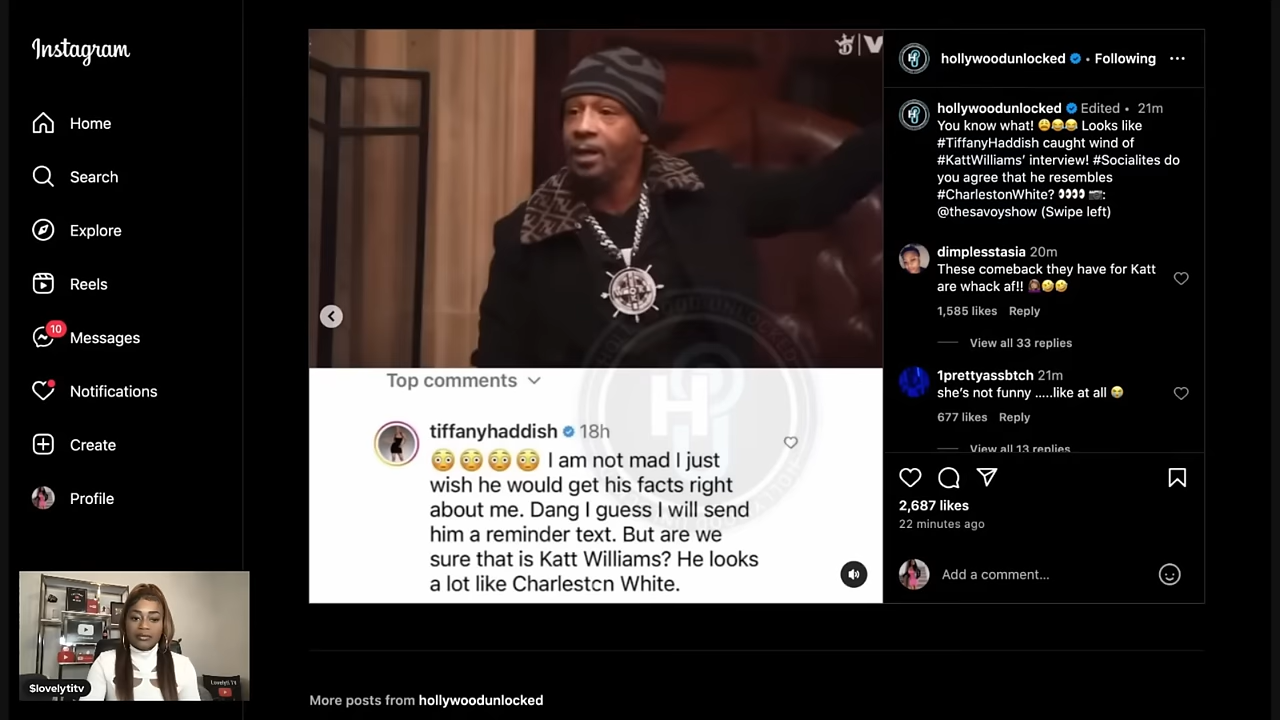 Instagram
Home
Search
Explore
Reels
10
Messages
Notifications
Create
Profile
$lovelytitv
Lovely TV
V
Top comments
tiffanyhaddish 18h
😳😳😳😳 I am not mad I just
wish he would get his facts right
about me. Dang I guess I will send
him a reminder text. But are we
sure that is Katt Williams? He looks
a lot like Charleston White.
hollywoodunlocked • Following
hollywoodunlocked Edited • 21m
You know what! 😩😂😂 Looks like
#TiffanyHaddish caught wind of
#KattWilliams' interview! #Socialites do
you agree that he resembles
#CharlestonWhite? 👀👀 📸:
@thesavoyshow (Swipe left)
dimplesstasia 20m
These comeback they have for Katt
are whack af!! 🤦🏾‍♀️🤣🤣
1,585 likes Reply
View all 33 replies
1prettyassbtch 21m
she's not funny .....like at all 😭
677 likes Reply
View all 13 replies
2,687 likes
22 minutes ago
Add a comment...
More posts from hollywoodunlocked